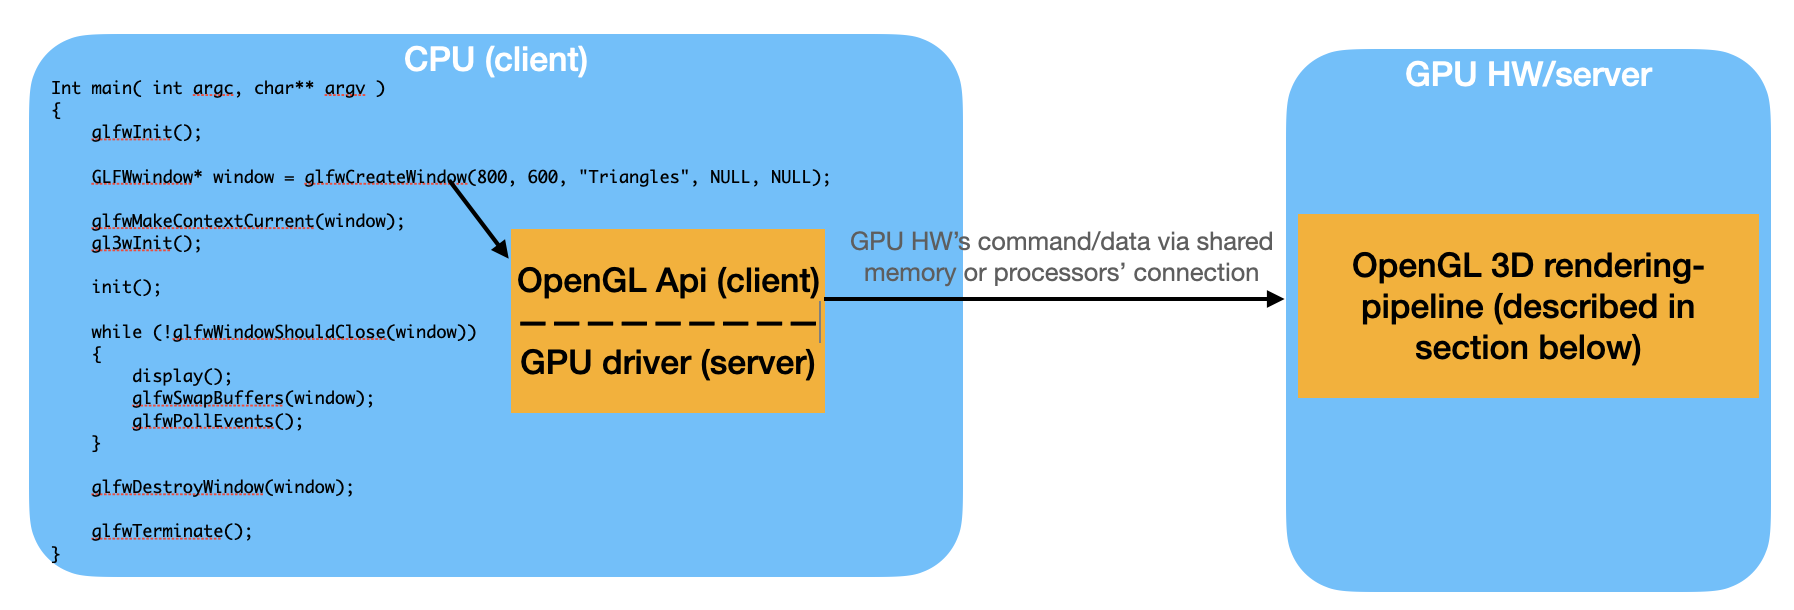 CPU (client)
Int main( int argc, char** argv )
{
glfwInit();
GLFWwindow* window = glfwCreateWindow(800, 600, "Triangles", NULL, NULL);
glfwMakeContextCurrent(window);
gl3wInit();
init();
while (!glfwWindowShouldClose(window))
{
display();
glfwSwapBuffers(window);
glfwPollEvents();
}
glfwDestroyWindow(window);
glfwTerminate();
}
OpenGL Api (client)
GPU driver (server)
GPU HW's command/data via shared
memory or processors' connection
GPU HW/server
OpenGL 3D rendering-
pipeline (described in
section below)